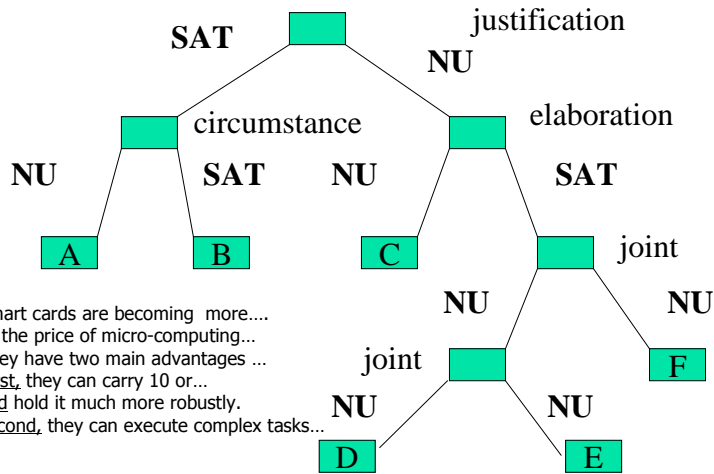 justification
SAT
NU
circumstance
elaboration
NU
SAT
NU
SAT
A
B
C
joint
NU
NU
mart cards are becoming more....
the price of micro-computing…
ey have two main advantages …
joint
F
st, they can carry 10 or…
d hold it much more robustly.
NU
NU
cond, they can execute complex tasks…
D
E